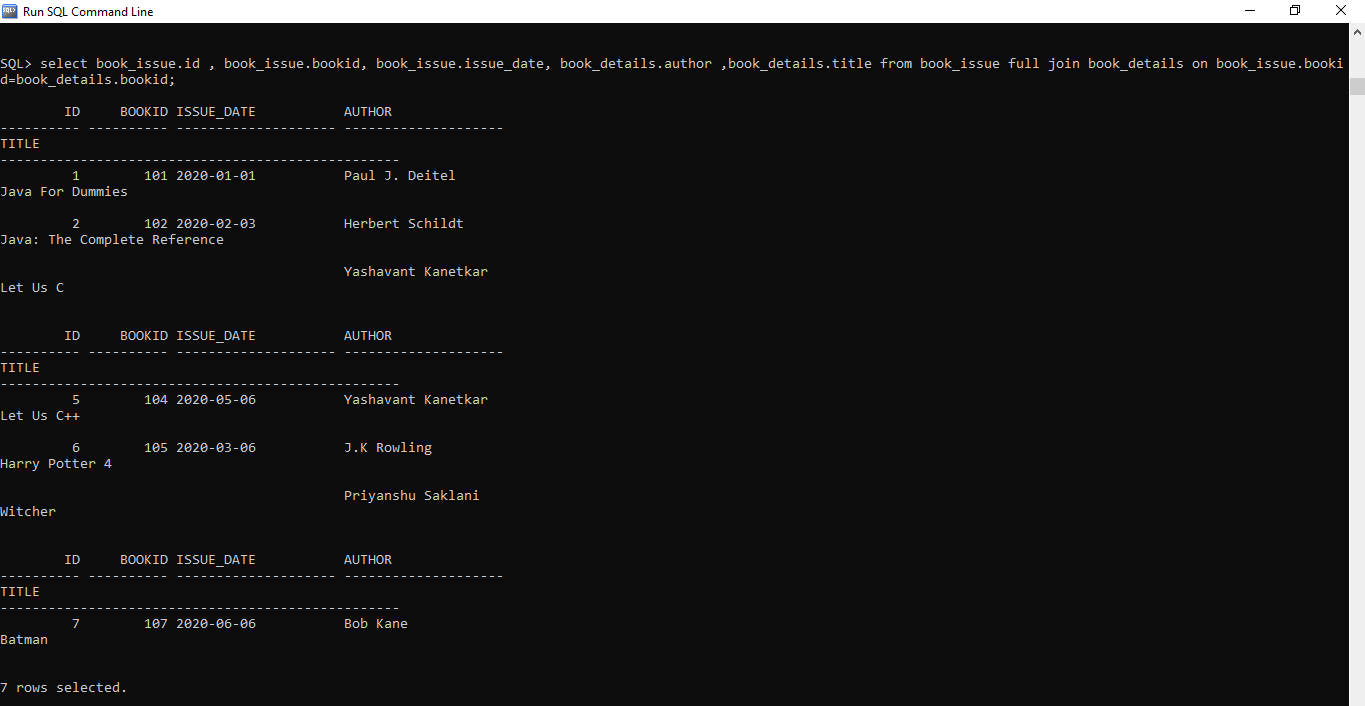 Run SQL Command Line
SQL> select book_issue.id , book_issue.bookid, book_issue.issue_date, book_details.author ,book_details.title from book_issue full join book_details on book_issue.booki
d=book_details.bookid;
        ID     BOOKID ISSUE_DATE           AUTHOR
---------- ---------- -------------------- --------------------
TITLE
--------------------------------------------------
         1        101 2020-01-01           Paul J. Deitel
Java For Dummies
         2        102 2020-02-03           Herbert Schildt
Java: The Complete Reference
                                           Yashavant Kanetkar
Let Us C
        ID     BOOKID ISSUE_DATE           AUTHOR
---------- ---------- -------------------- --------------------
TITLE
--------------------------------------------------
         5        104 2020-05-06           Yashavant Kanetkar
Let Us C++
         6        105 2020-03-06           J.K Rowling
Harry Potter 4
                                           Priyanshu Saklani
Witcher
        ID     BOOKID ISSUE_DATE           AUTHOR
---------- ---------- -------------------- --------------------
TITLE
--------------------------------------------------
         7        107 2020-06-06           Bob Kane
Batman
7 rows selected.